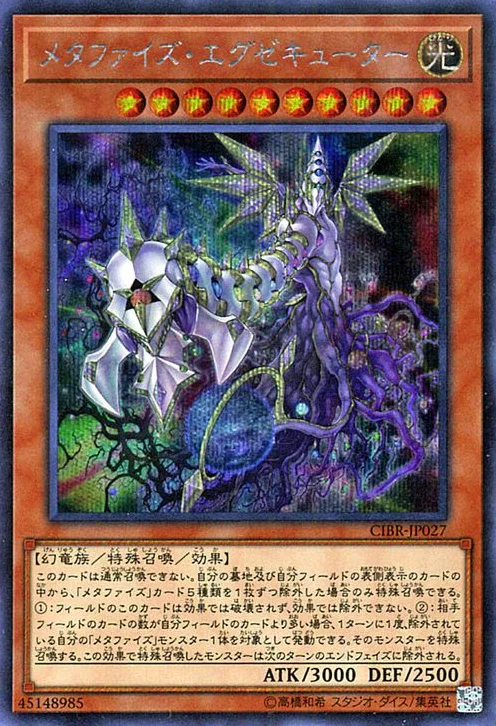 メタファイズ・エグゼキューター
光
CIBR-JP027
【幻竜族/特殊召喚/効果】
このカードは通常召喚できない。自分の墓地及び自分フィールドの表側表示のカードの
中から、「メタファイズ」カード5種類を1枚ずつ除外した場合のみ特殊召喚できる。
①:フィールドのこのカードは効果では破壊されず、効果では除外できない。②:相手
フィールドのカードの数が自分フィールドのカードより多い場合、1ターンに1度、除外されて
いる自分の「メタファイズ」モンスター1体を対象として発動できる。そのモンスターを特殊
召喚する。この効果で特殊召喚したモンスターは次のターンのエンドフェイズに除外される。
ATK/3000 DEF/2500
45148985
©高橋和希 スタジオ・ダイス/集英社